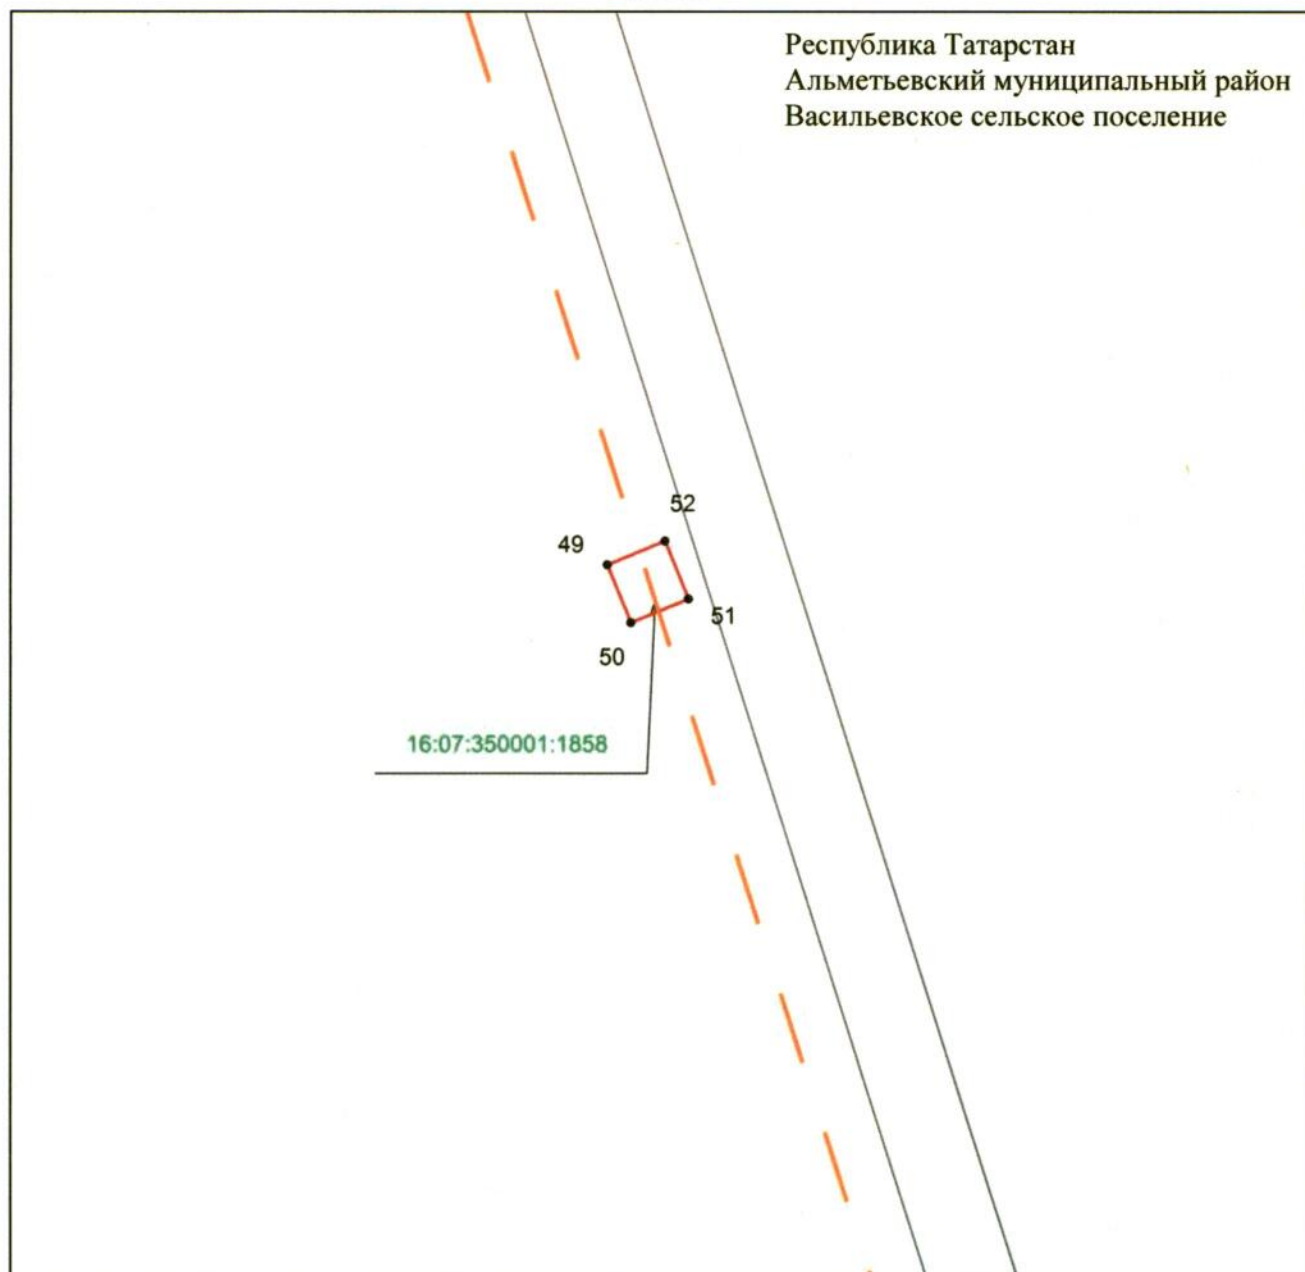 Республика Татарстан
Альметьевский муниципальный район
Васильевское сельское поселение
52
49
51
50
16:07:350001:1858